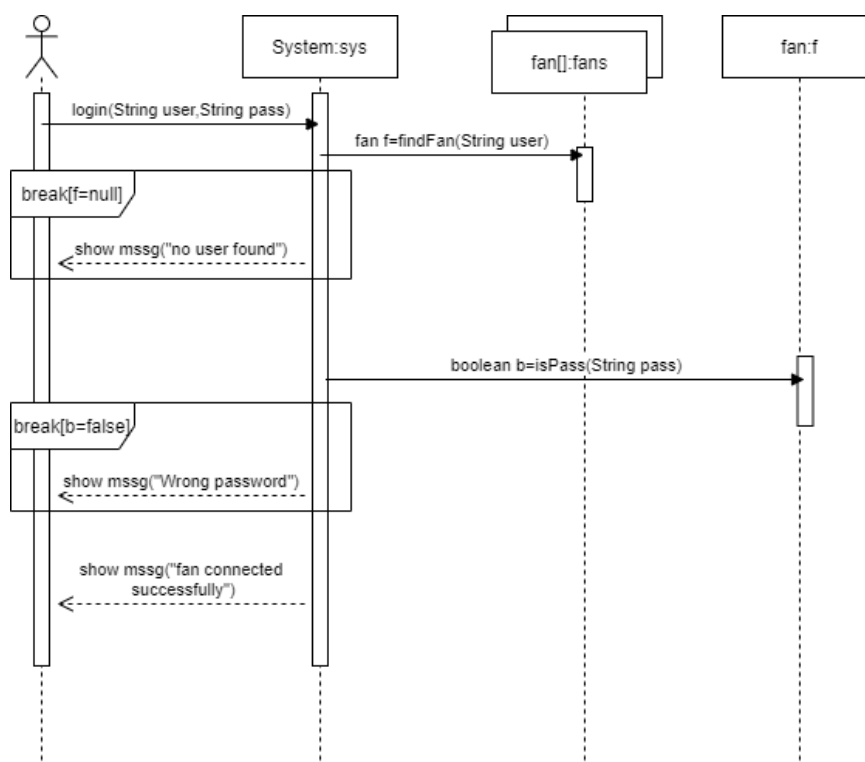 System:sys
fan[]:fans
fan:f
login(String user,String pass)
fan f=findFan(String user)
break[f=null]
show mssg("no user found")
boolean b=isPass(String pass)
break[b=false]
show mssg("Wrong password")
show mssg("fan connected
successfully")